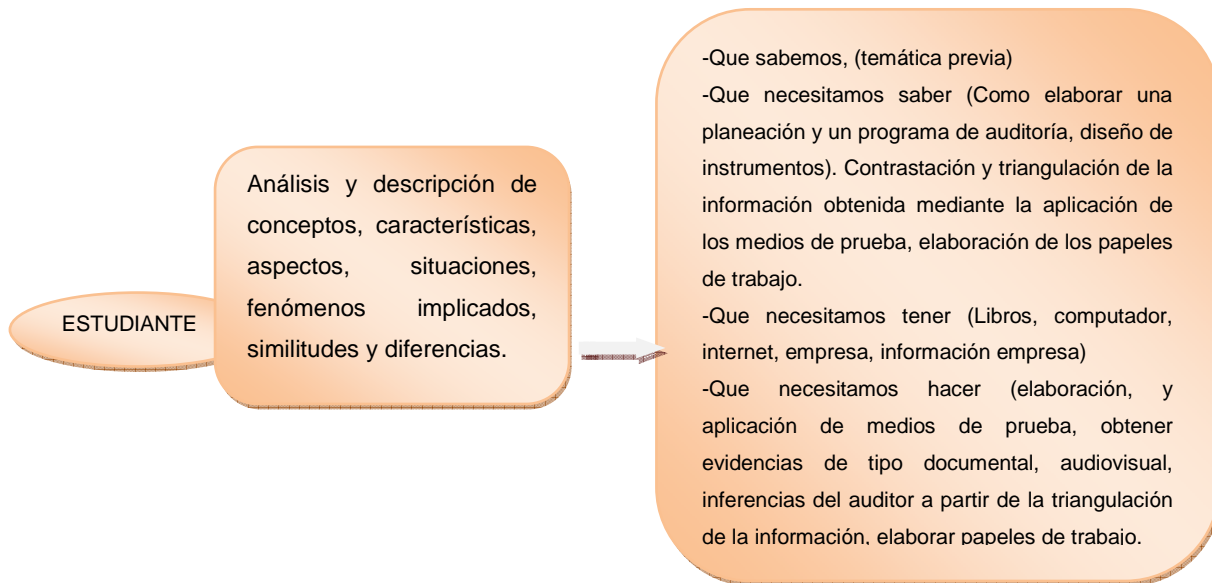 ESTUDIANTE
Análisis y descripción de
conceptos, características,
aspectos, situaciones,
fenómenos implicados,
similitudes y diferencias.
-Que sabemos, (temática previa)
-Que necesitamos saber (Como elaborar una
planeación y un programa de auditoría, diseño de
instrumentos). Contrastación y triangulación de la
información obtenida mediante la aplicación de
los medios de prueba, elaboración de los papeles
de trabajo.
-Que necesitamos tener (Libros, computador,
internet, empresa, información empresa)
-Que necesitamos hacer (elaboración, y
aplicación de medios de prueba, obtener
evidencias de tipo documental, audiovisual,
inferencias del auditor a partir de la triangulación
de la información, elaborar papeles de trabajo.